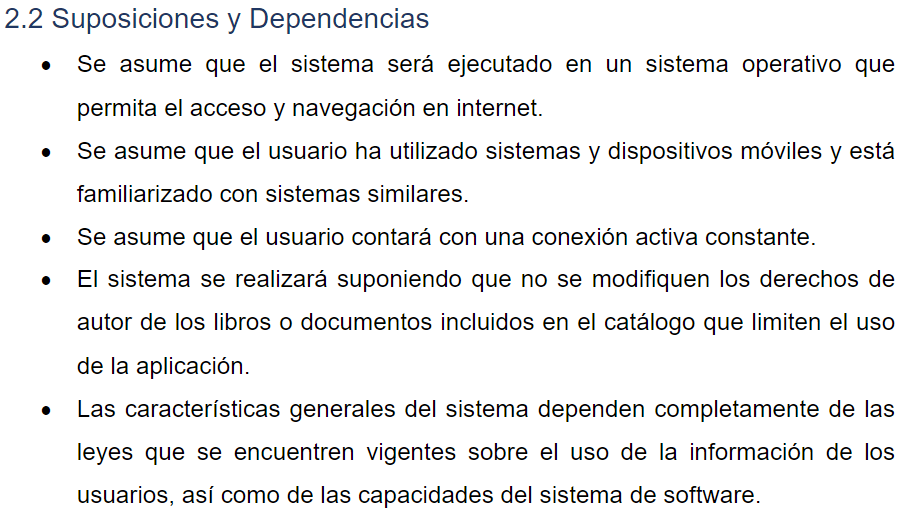 2.2 Suposiciones y Dependencias
• Se asume que el sistema será ejecutado en un sistema operativo que
permita el acceso y navegación en internet.
• Se asume que el usuario ha utilizado sistemas y dispositivos móviles y está
familiarizado con sistemas similares.
• Se asume que el usuario contará con una conexión activa constante.
• El sistema se realizará suponiendo que no se modifiquen los derechos de
autor de los libros o documentos incluidos en el catálogo que limiten el uso
de la aplicación.
• Las características generales del sistema dependen completamente de las
leyes que se encuentren vigentes sobre el uso de la información de los
usuarios, así como de las capacidades del sistema de software.